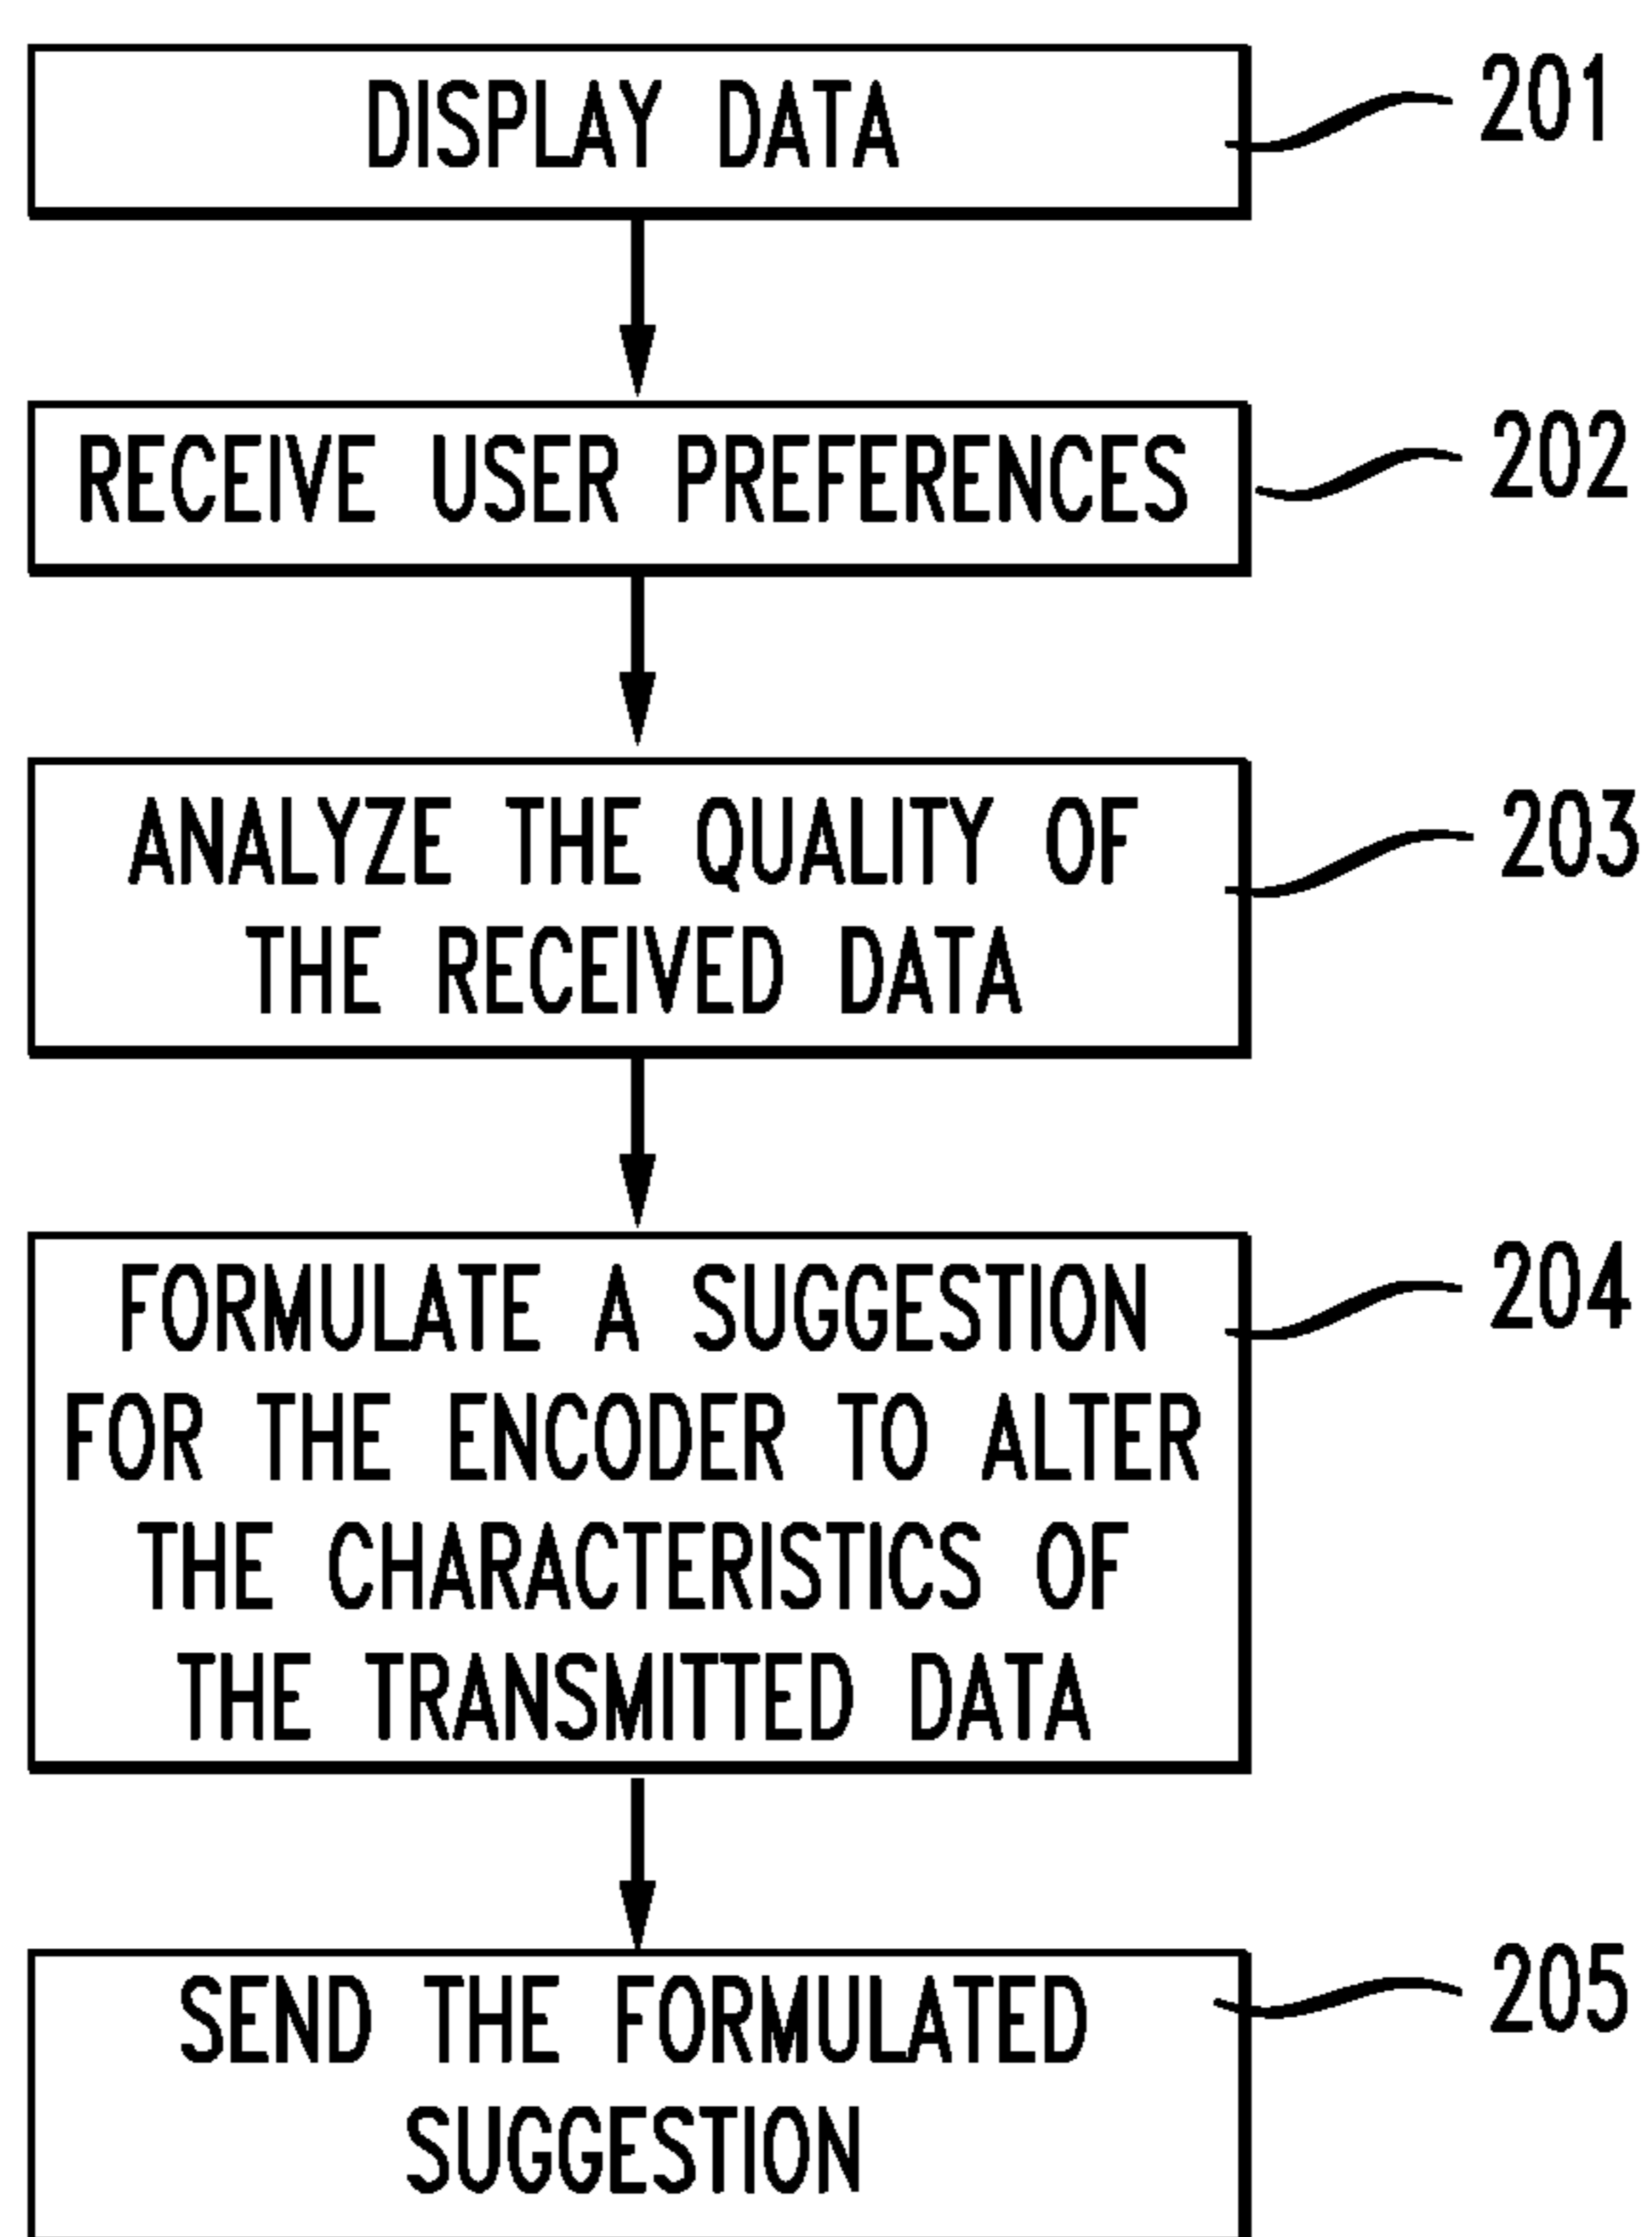 DISPLAY DATA
201
RECEIVE USER PREFERENCES
202
ANALYZE THE QUALITY OF
THE RECEIVED DATA
203
FORMULATE A SUGGESTION
FOR THE ENCODER TO ALTER
THE CHARACTERISTICS OF
THE TRANSMITTED DATA
204
SEND THE FORMULATED
SUGGESTION
205